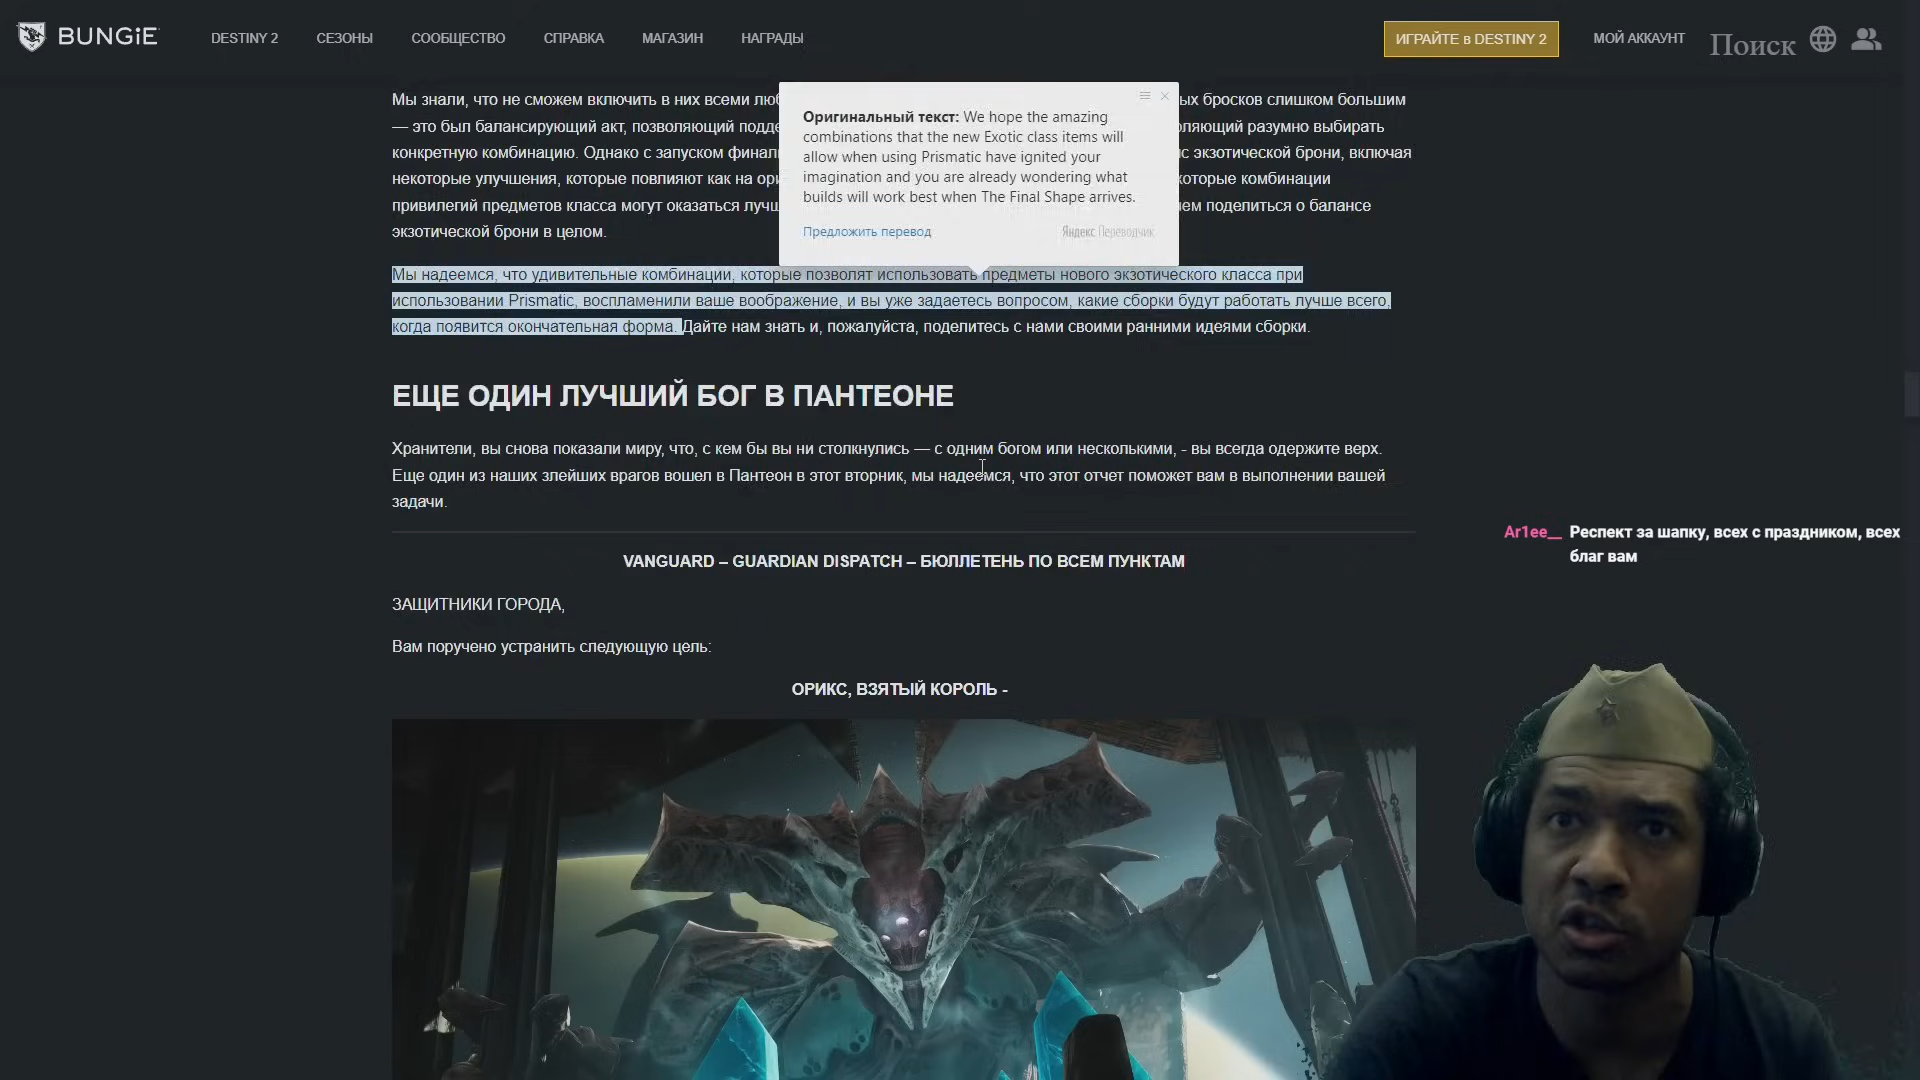 BUNGiE
DESTINY 2
СЕЗОНЫ
СООБЩЕСТВО
СПРАВКА
МАГАЗИН
НАГРАДЫ
ИГРАЙТЕ в DESTINY 2
МОЙ АККАУНТ
Поиск
Мы знали, что не сможем включить в них всеми ых бросков слишком большим
— это был балансирующий акт, позволяющий разумно выбирать
конкретную комбинацию. Однако с запуском с экзотической брони, включая
некоторые улучшения, которые повлияют как на которые комбинации
привилегий предметов класса могут оказаться ем поделиться о балансе
экзотической брони в целом.
Оригинальный текст: We hope the amazing
combinations that the new Exotic class items will
allow when using Prismatic have ignited your
imagination and you are already wondering what
builds will work best when The Final Shape arrives.
Предложить перевод
Яндекс Переводчик
Мы надеемся, что удивительные комбинации, которые позволят использовать предметы нового экзотического класса при
использовании Prismatic, воспламенили ваше воображение, и вы уже задаетесь вопросом, какие сборки будут работать лучше всего,
когда появится окончательная форма. Дайте нам знать и, пожалуйста, поделитесь с нами своими ранними идеями сборки.
ЕЩЕ ОДИН ЛУЧШИЙ БОГ В ПАНТЕОНЕ
Хранители, вы снова показали миру, что, с кем бы вы ни столкнулись — с одним богом или несколькими, - вы всегда одержите верх.
Еще один из наших злейших врагов вошел в Пантеон в этот вторник, мы надеемся, что этот отчет поможет вам в выполнении вашей
задачи.
VANGUARD – GUARDIAN DISPATCH – БЮЛЛЕТЕНЬ ПО ВСЕМ ПУНКТАМ
ЗАЩИТНИКИ ГОРОДА,
Вам поручено устранить следующую цель:
ОРИКС, ВЗЯТЫЙ КОРОЛЬ -
Ar1ee__ Респект за шапку, всех с праздником, всех
благ вам